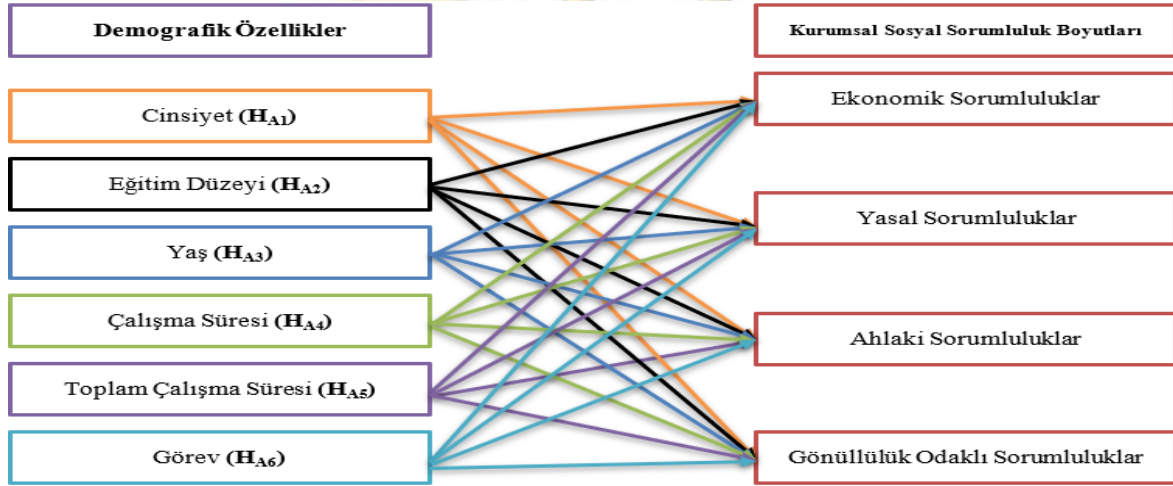 Demografik Özellikler
Cinsiyet (HA1)
Eğitim Düzeyi (HA2)
Yaş (HA3)
Çalışma Süresi (HA4)
Toplam Çalışma Süresi (HA5)
Görev (HA6)
Kurumsal Sosyal Sorumluluk Boyutları
Ekonomik Sorumluluklar
Yasal Sorumluluklar
Ahlaki Sorumluluklar
Gönüllülük Odaklı Sorumluluklar